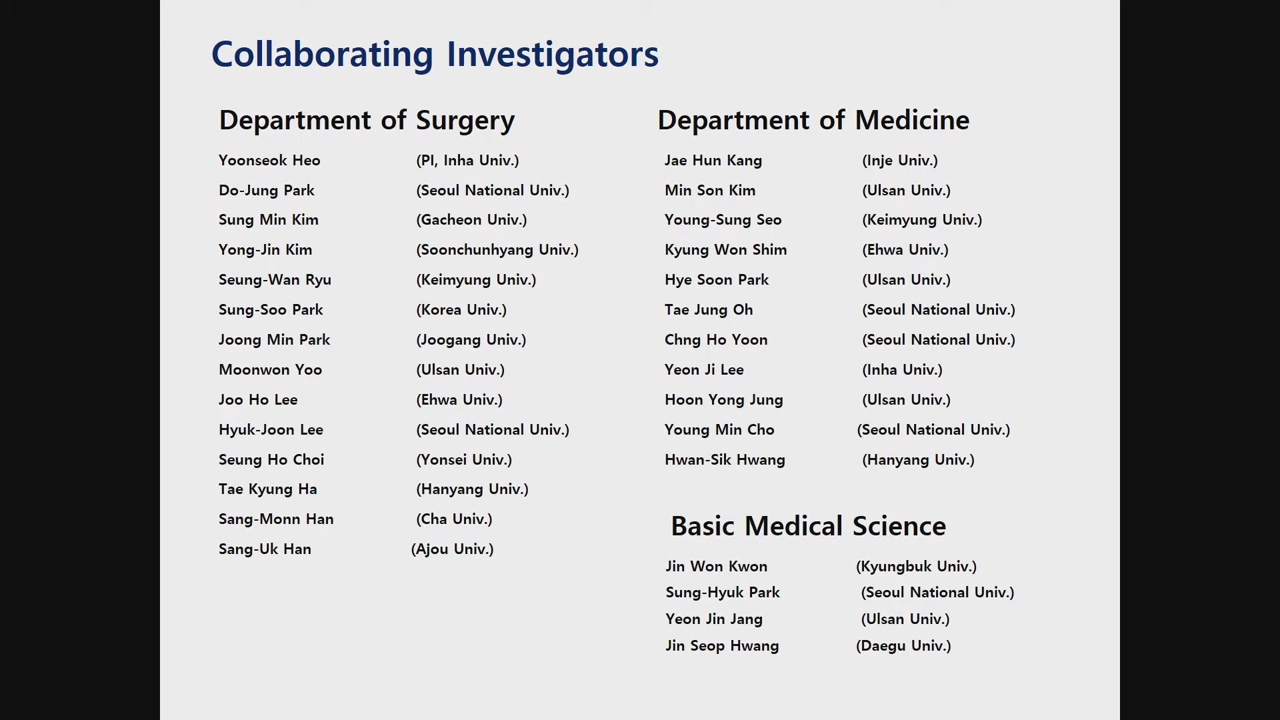 Collaborating Investigators
Department of Surgery
Yoonseok Heo (PI, Inha Univ.)
Do-Jung Park (Seoul National Univ.)
Sung Min Kim (Gacheon Univ.)
Yong-Jin Kim (Soonchunhyang Univ.)
Seung-Wan Ryu (Keimyung Univ.)
Sung-Soo Park (Korea Univ.)
Joong Min Park (Joogang Univ.)
Moonwon Yoo (Ulsan Univ.)
Joo Ho Lee (Ehwa Univ.)
Hyuk-Joon Lee (Seoul National Univ.)
Seung Ho Choi (Yonsei Univ.)
Tae Kyung Ha (Hanyang Univ.)
Sang-Monn Han (Cha Univ.)
Sang-Uk Han (Ajou Univ.)
Department of Medicine
Jae Hun Kang (Inje Univ.)
Min Son Kim (Ulsan Univ.)
Young-Sung Seo (Keimyung Univ.)
Kyung Won Shim (Ehwa Univ.)
Hye Soon Park (Ulsan Univ.)
Tae Jung Oh (Seoul National Univ.)
Chng Ho Yoon (Seoul National Univ.)
Yeon Ji Lee (Inha Univ.)
Hoon Yong Jung (Ulsan Univ.)
Young Min Cho (Seoul National Univ.)
Hwan-Sik Hwang (Hanyang Univ.)
Basic Medical Science
Jin Won Kwon (Kyungbuk Univ.)
Sung-Hyuk Park (Seoul National Univ.)
Yeon Jin Jang (Ulsan Univ.)
Jin Seop Hwang (Daegu Univ.)